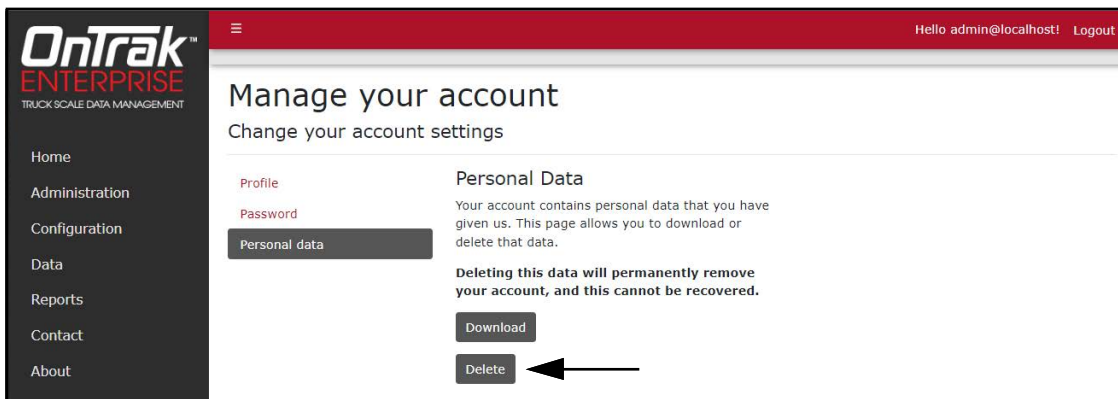 OnTrak™
ENTERPRISE
TRUCK SCALE DATA MANAGEMENT
Home
Administration
Configuration
Data
Reports
Contact
About
☰
Hello admin@localhost! Logout
Manage your account
Change your account settings
Profile
Password
Personal data
Personal Data
Your account contains personal data that you have
given us. This page allows you to download or
delete that data.
Deleting this data will permanently remove
your account, and this cannot be recovered.
Download
Delete